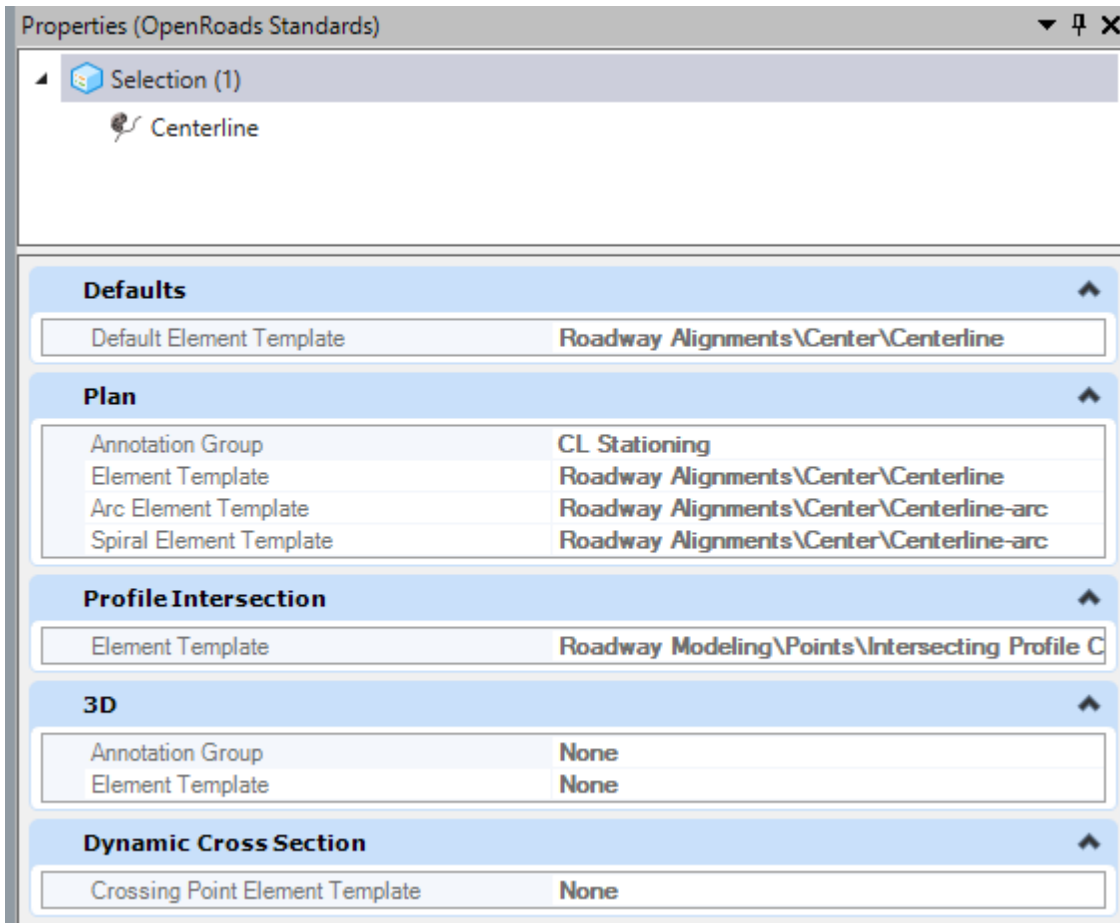 Properties (OpenRoads Standards)
Selection (1)
Centerline
Defaults
Default Element Template Roadway Alignments\Center\Centerline
Plan
Annotation Group CL Stationing
Element Template Roadway Alignments\Center\Centerline
Arc Element Template Roadway Alignments\Center\Centerline-arc
Spiral Element Template Roadway Alignments\Center\Centerline-arc
Profile Intersection
Element Template Roadway Modeling\Points\Intersecting Profile C
3D
Annotation Group None
Element Template None
Dynamic Cross Section
Crossing Point Element Template None